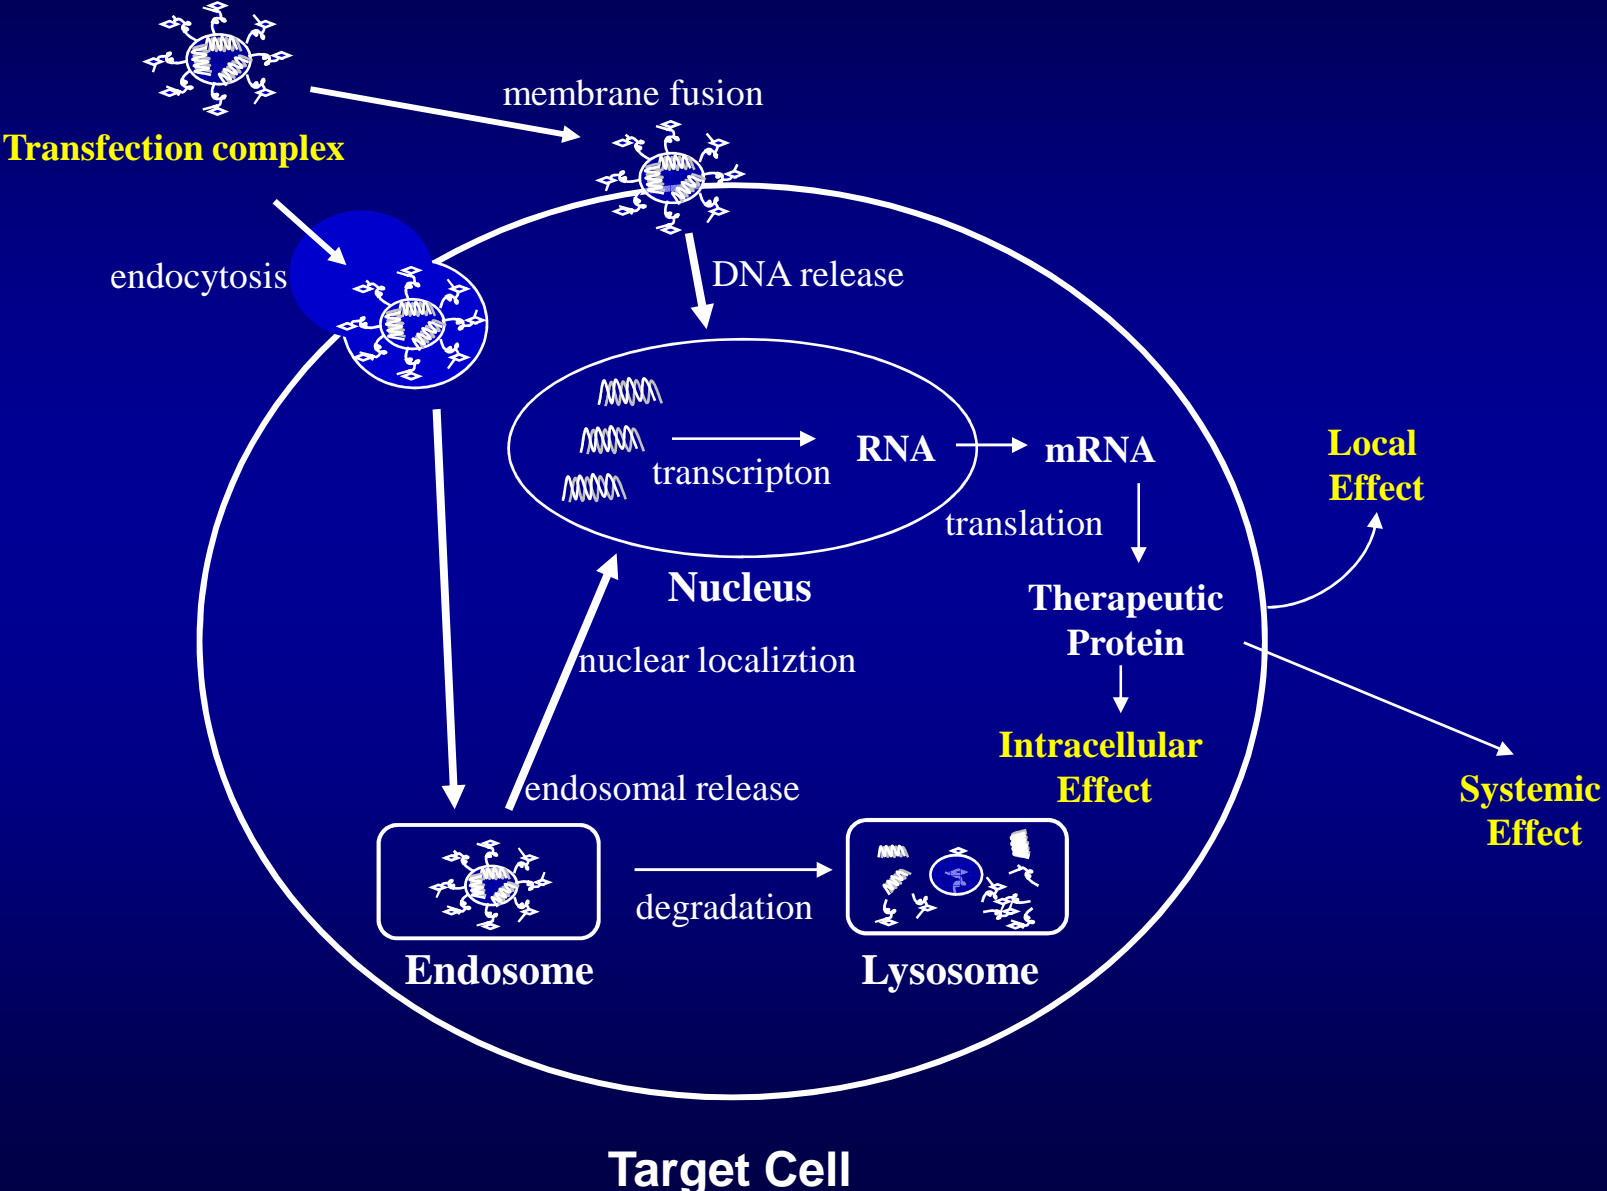 membrane fusion
Transfection complex
endocytosis
DNA release
transcripton
RNA
mRNA
Local
Effect
translation
Nucleus
Therapeutic
Protein
nuclear localiztion
Intracellular
Effect
endosomal release
Systemic
Effect
degradation
Endosome
Lysosome
Target Cell